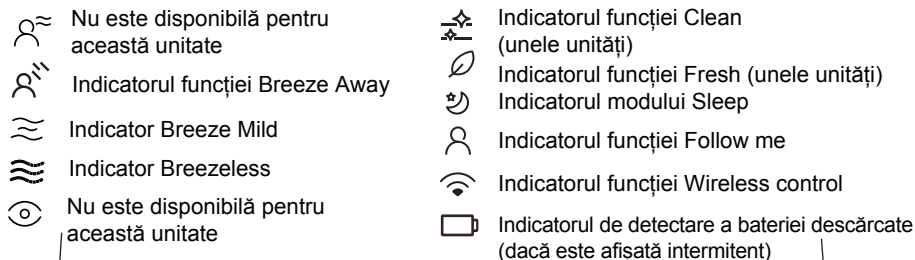 Nu este disponibilă pentru
această unitate
Indicatorul funcției Breeze Away
Indicator Breeze Mild
Indicator Breezeless
Nu este disponibilă pentru
această unitate
Indicatorul funcției Clean
(unele unități)
Indicatorul funcției Fresh (unele unități)
Indicatorul modului Sleep
Indicatorul funcției Follow me
Indicatorul funcției Wireless control
Indicatorul de detectare a bateriei descărcate
(dacă este afișată intermitent)